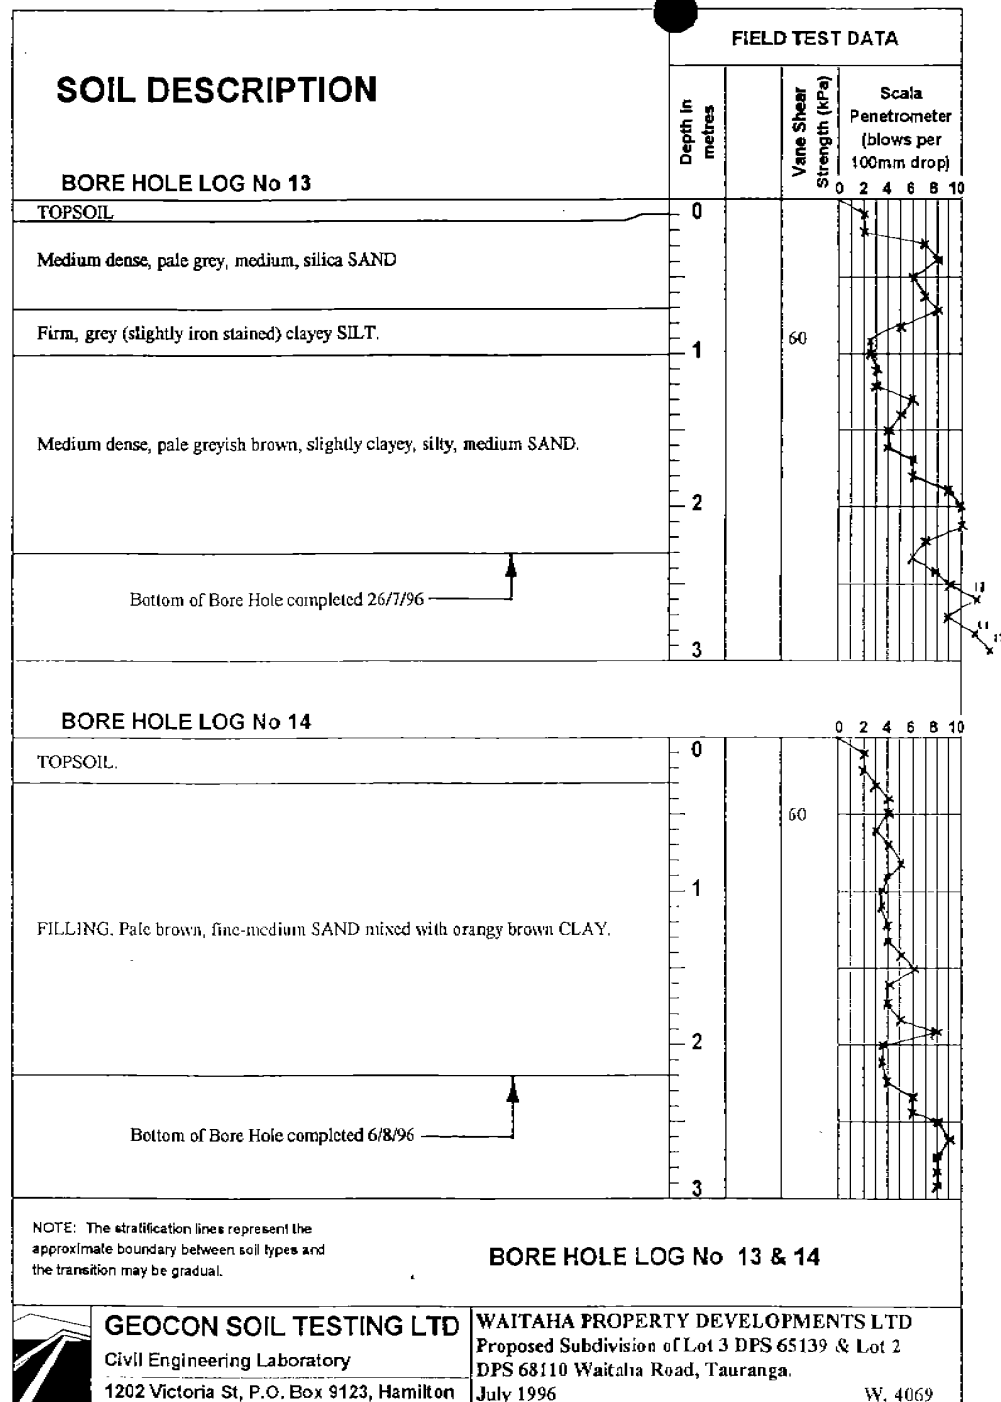 FIELD TEST DATA
SOIL DESCRIPTION
Depth in
metres
Vane Shear
Strength (kPa)
Scala
Penetrometer
(blows per
100mm drop)
BORE HOLE LOG No 13
0 2 4 6 8 10
TOPSOIL
0
Medium dense, pale grey, medium, silica SAND
Firm, grey (slightly iron stained) clayey SILT.
60
1
Medium dense, pale greyish brown, slightly clayey, silty, medium SAND.
2
Bottom of Bore Hole completed 26/7/96
3
BORE HOLE LOG No 14
0 2 4 6 8 10
0
TOPSOIL.
60
1
FILLING. Pale brown, fine-medium SAND mixed with orangy brown CLAY.
2
Bottom of Bore Hole completed 6/8/96
3
NOTE: The stratification lines represent the
approximate boundary between soil types and
the transition may be gradual.
BORE HOLE LOG No 13 & 14
GEOCON SOIL TESTING LTD
Civil Engineering Laboratory
1202 Victoria St, P.O. Box 9123, Hamilton
WAITAHA PROPERTY DEVELOPMENTS LTD
Proposed Subdivision of Lot 3 DPS 65139 & Lot 2
DPS 68110 Waitaha Road, Tauranga.
July 1996 W. 4069